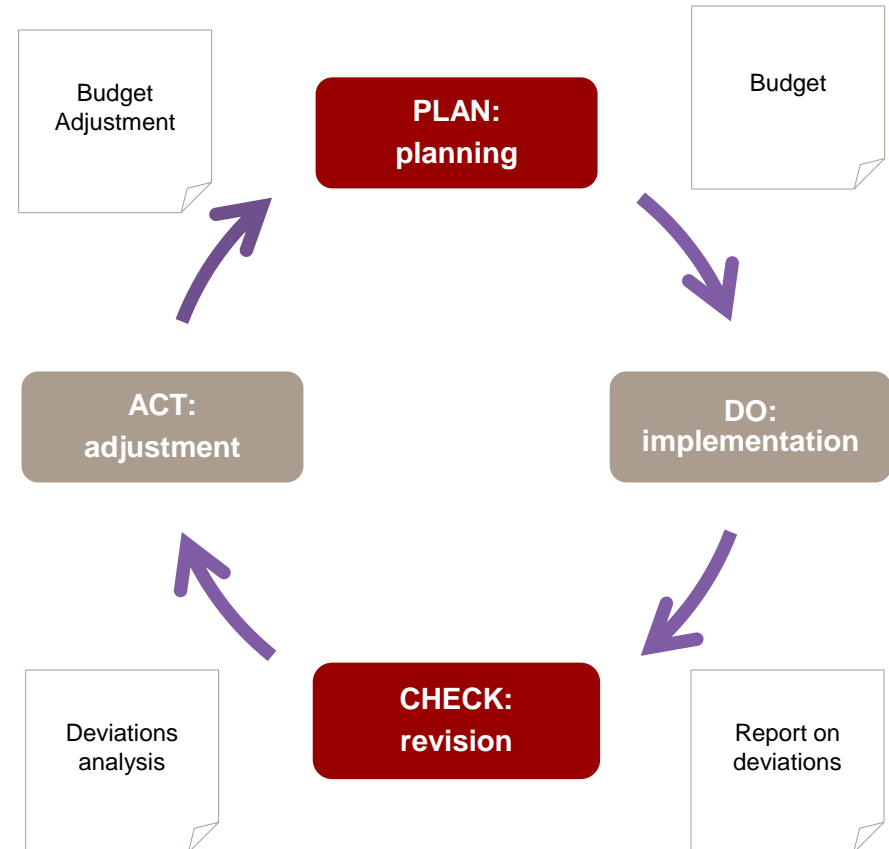 Budget
Adjustment
PLAN:
planning
Budget
ACT:
adjustment
DO:
implementation
Deviations
analysis
CHECK:
revision
Report on
deviations